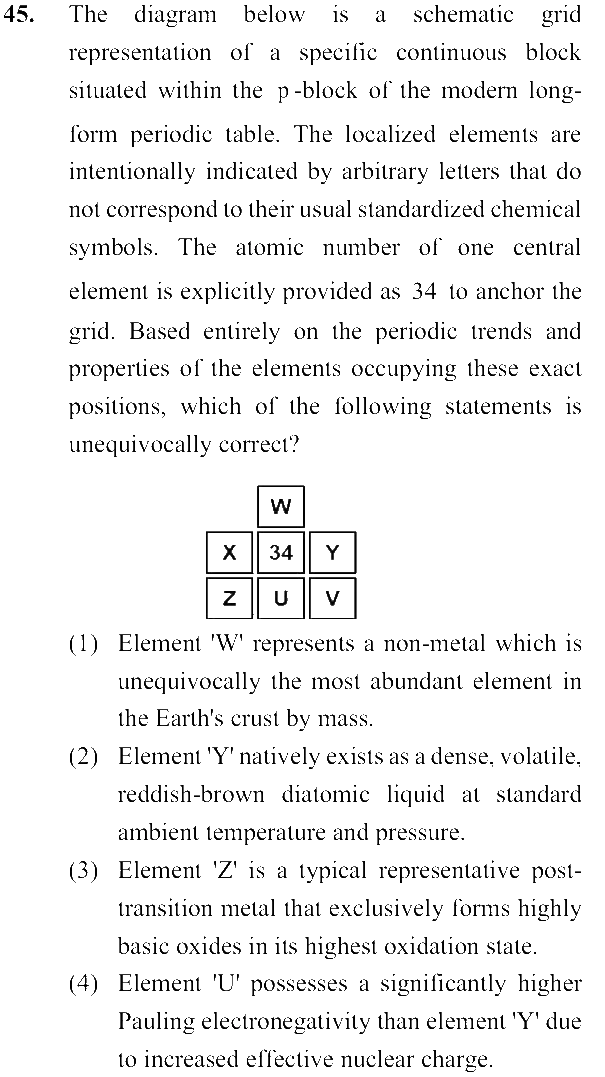 45. The diagram below is a schematic grid
representation of a specific continuous block
situated within the p-block of the modern long-
form periodic table. The localized elements are
intentionally indicated by arbitrary letters that do
not correspond to their usual standardized chemical
symbols. The atomic number of one central
element is explicitly provided as 34 to anchor the
grid. Based entirely on the periodic trends and
properties of the elements occupying these exact
positions, which of the following statements is
unequivocally correct?
W
X 34 Y
Z U V
(1) Element 'W' represents a non-metal which is
unequivocally the most abundant element in
the Earth's crust by mass.
(2) Element 'Y' natively exists as a dense, volatile,
reddish-brown diatomic liquid at standard
ambient temperature and pressure.
(3) Element 'Z' is a typical representative post-
transition metal that exclusively forms highly
basic oxides in its highest oxidation state.
(4) Element 'U' possesses a significantly higher
Pauling electronegativity than element 'Y' due
to increased effective nuclear charge.